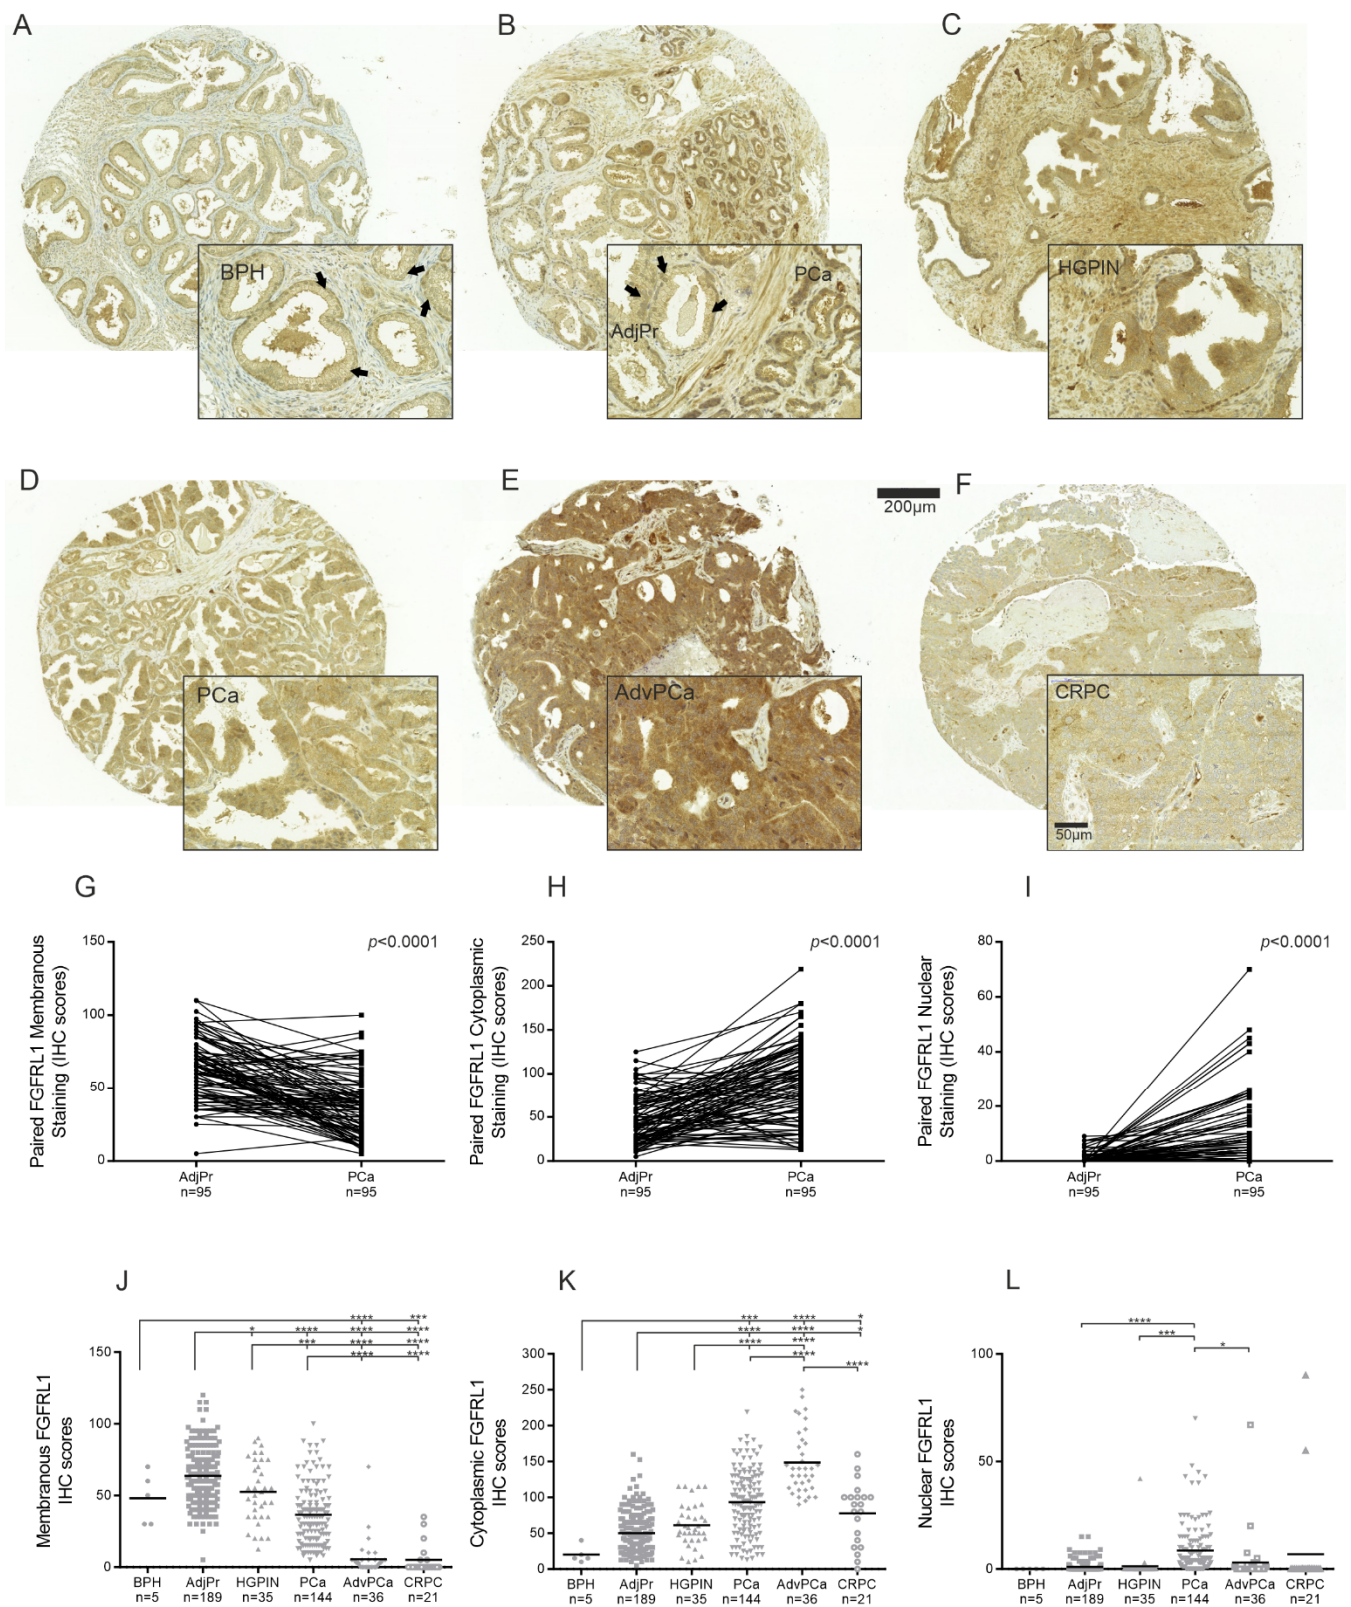 A
B
C
BPH
AdjPr
PCa
HGPIN
D
E
F
200µm
PCa
AdvPCa
CRPC
50µm
G
H
I
p<0.0001
p<0.0001
p<0.0001
Paired FGFRL1 Membranous
Staining (IHC scores)
150
100
50
0
AdjPr
n=95
PCa
n=95
Paired FGFRL1 Cytoplasmic
Staining (IHC scores)
250
200
150
100
50
0
AdjPr
n=95
PCa
n=95
Paired FGFRL1 Nuclear
Staining (IHC scores)
80
60
40
20
0
AdjPr
n=95
PCa
n=95
J
K
L
**** ***
* **** **** ****
*** **** ****
**** ****
Membranous FGFRL1
IHC scores
150
100
50
0
BPH AdjPr HGPIN PCa AdvPCa CRPC
n=5 n=189 n=35 n=144 n=36 n=21
*** **** *
**** **** *
**** ****
****
****
Cytoplasmic FGFRL1
IHC scores
300
250
200
150
100
50
0
BPH AdjPr HGPIN PCa AdvPCa CRPC
n=5 n=189 n=35 n=144 n=36 n=21
****
***
*
Nuclear FGFRL1
IHC scores
100
50
0
BPH AdjPr HGPIN PCa AdvPCa CRPC
n=5 n=189 n=35 n=144 n=36 n=21